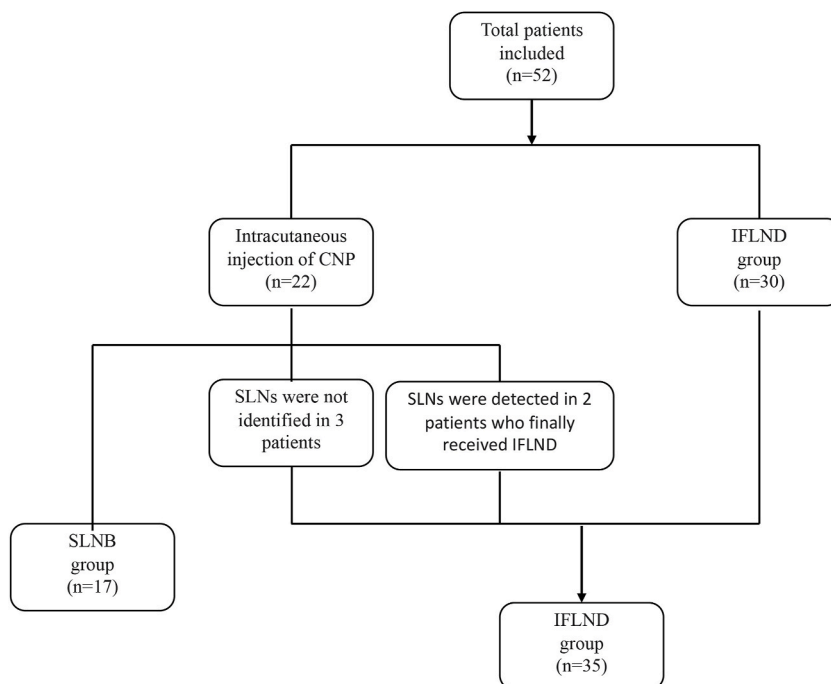 Total patients
included
(n=52)
Intracutaneous
injection of CNP
(n=22)
IFLND
group
(n=30)
SLNs were not
identified in 3
patients
SLNs were detected in 2
patients who finally
received IFLND
SLNB
group
(n=17)
IFLND
group
(n=35)